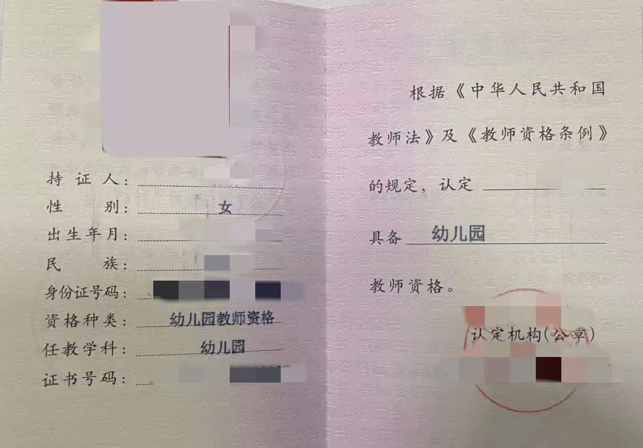 持证人：
性别：女
出生年月：
民族：
身份证号码：
资格种类：幼儿园教师资格
任教学科：幼儿园
证书号码：
根据《中华人民共和国
教师法》及《教师资格条例》
的规定，认定
具备 幼儿园
教师资格。
认定机构(公章)